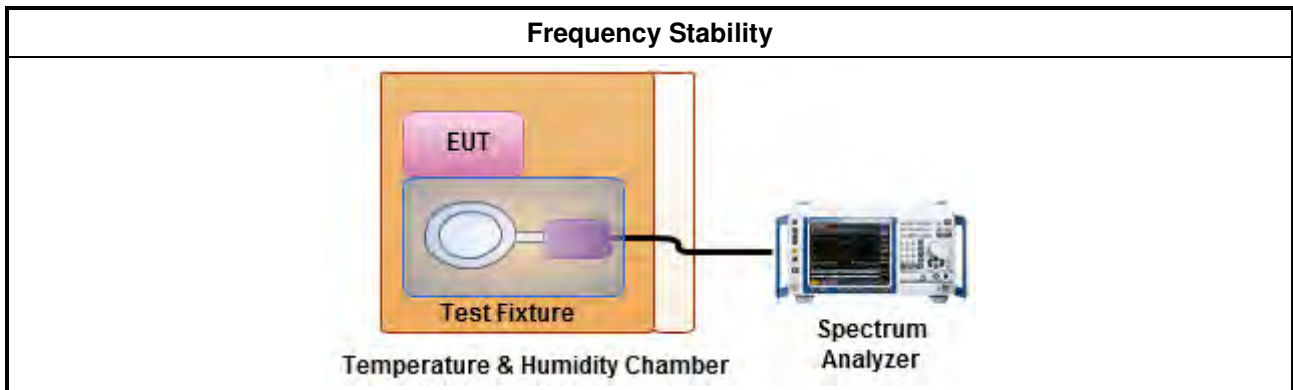 Frequency Stability
EUT
Test Fixture
Temperature & Humidity Chamber
Spectrum
Analyzer